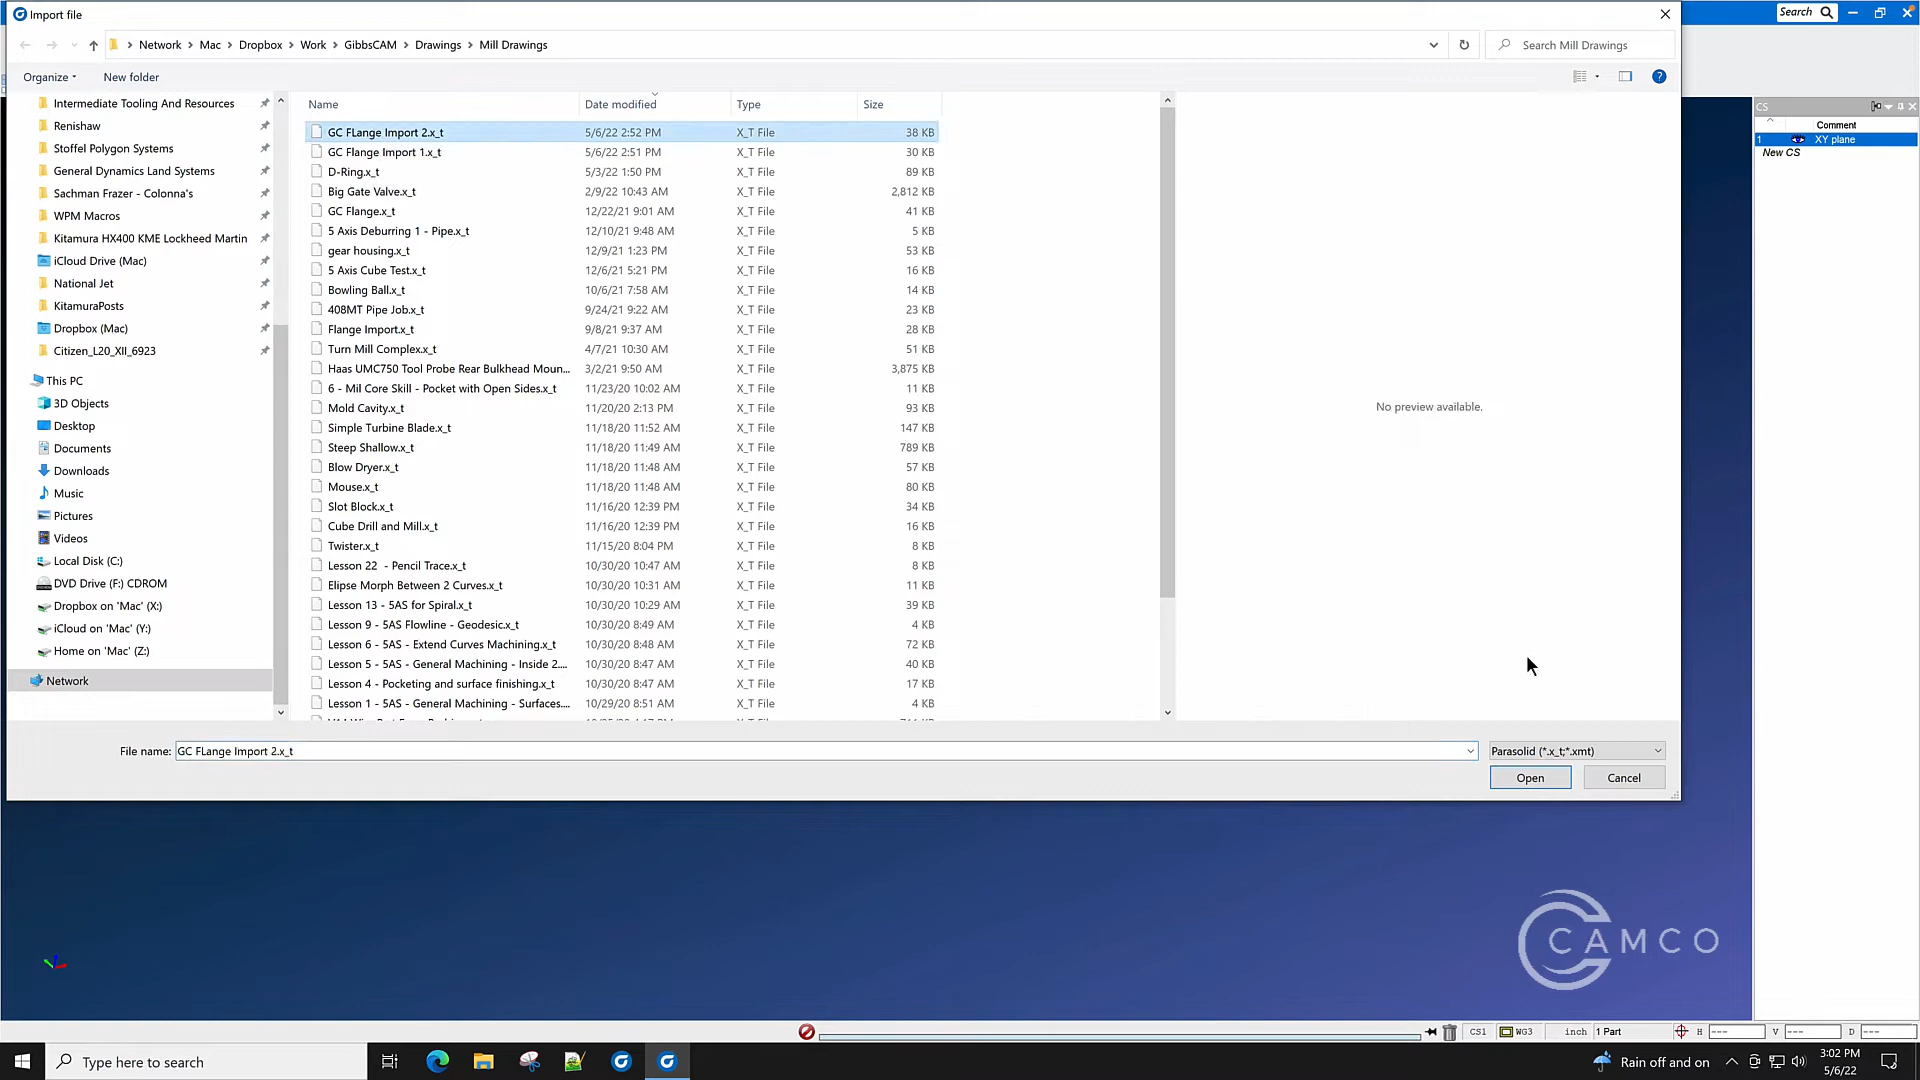 Import file
Search
Network > Mac > Dropbox > Work > GibbsCAM > Drawings > Mill Drawings
Search Mill Drawings
Organize
New folder
Intermediate Tooling And Resources
Renishaw
Stoffel Polygon Systems
General Dynamics Land Systems
Sachman Frazer - Colonna's
WPM Macros
Kitamura HX400 KME Lockheed Martin
iCloud Drive (Mac)
National Jet
KitamuraPosts
Dropbox (Mac)
Citizen_L20_XII_6923
This PC
3D Objects
Desktop
Documents
Downloads
Music
Pictures
Videos
Local Disk (C:)
DVD Drive (F:) CDROM
Dropbox on 'Mac' (X:)
iCloud on 'Mac' (Y:)
Home on 'Mac' (Z:)
Network
Name Date modified Type Size
GC FLange Import 2.x_t 5/6/22 2:52 PM X_T File 38 KB
GC Flange Import 1.x_t 5/6/22 2:51 PM X_T File 30 KB
D-Ring.x_t 5/3/22 1:50 PM X_T File 89 KB
Big Gate Valve.x_t 2/9/22 10:43 AM X_T File 2,812 KB
GC Flange.x_t 12/22/21 9:01 AM X_T File 41 KB
5 Axis Deburring 1 - Pipe.x_t 12/10/21 9:48 AM X_T File 5 KB
gear housing.x_t 12/9/21 1:23 PM X_T File 53 KB
5 Axis Cube Test.x_t 12/6/21 5:21 PM X_T File 16 KB
Bowling Ball.x_t 10/6/21 7:58 AM X_T File 14 KB
408MT Pipe Job.x_t 9/24/21 9:22 AM X_T File 23 KB
Flange Import.x_t 9/8/21 9:37 AM X_T File 28 KB
Turn Mill Complex.x_t 4/7/21 10:30 AM X_T File 51 KB
Haas UMC750 Tool Probe Rear Bulkhead Moun... 3/2/21 9:50 AM X_T File 3,875 KB
6 - Mil Core Skill - Pocket with Open Sides.x_t 11/23/20 10:02 AM X_T File 11 KB
Mold Cavity.x_t 11/20/20 2:13 PM X_T File 93 KB
Simple Turbine Blade.x_t 11/18/20 11:52 AM X_T File 147 KB
Steep Shallow.x_t 11/18/20 11:49 AM X_T File 789 KB
Blow Dryer.x_t 11/18/20 11:48 AM X_T File 57 KB
Mouse.x_t 11/18/20 11:48 AM X_T File 80 KB
Slot Block.x_t 11/16/20 12:39 PM X_T File 34 KB
Cube Drill and Mill.x_t 11/16/20 12:39 PM X_T File 16 KB
Twister.x_t 11/15/20 8:04 PM X_T File 8 KB
Lesson 22 - Pencil Trace.x_t 10/30/20 10:47 AM X_T File 8 KB
Elipse Morph Between 2 Curves.x_t 10/30/20 10:31 AM X_T File 11 KB
Lesson 13 - 5AS for Spiral.x_t 10/30/20 10:29 AM X_T File 39 KB
Lesson 9 - 5AS Flowline - Geodesic.x_t 10/30/20 8:49 AM X_T File 4 KB
Lesson 6 - 5AS - Extend Curves Machining.x_t 10/30/20 8:48 AM X_T File 72 KB
Lesson 5 - 5AS - General Machining - Inside 2.... 10/30/20 8:47 AM X_T File 40 KB
Lesson 4 - Pocketing and surface finishing.x_t 10/30/20 8:47 AM X_T File 17 KB
Lesson 1 - 5AS - General Machining - Surfaces.... 10/29/20 8:51 AM X_T File 4 KB
No preview available.
File name: GC FLange Import 2.x_t
Parasolid (*.x_t;*.xmt)
Open
Cancel
CS
Comment
1 XY plane
New CS
CAMCO
CS1 WG3 inch 1 Part H --- V --- D ---
Type here to search
Rain off and on
3:02 PM
5/6/22